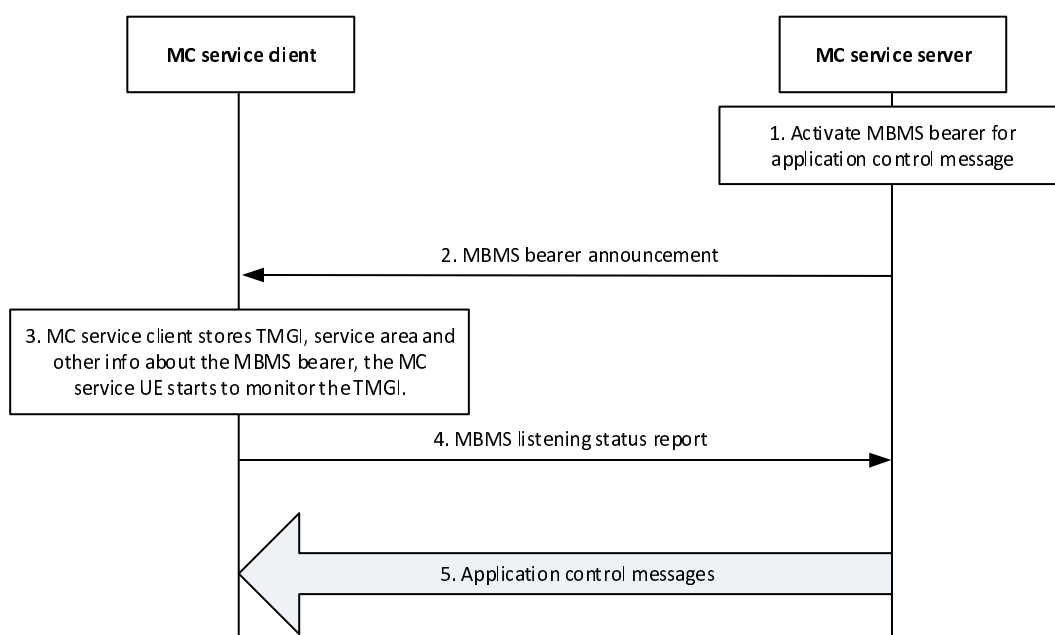 MC service client
MC service server
1. Activate MBMS bearer for
application control message
2. MBMS bearer announcement
3. MC service client stores TMGI, service area and
other info about the MBMS bearer, the MC
service UE starts to monitor the TMGI.
4. MBMS listening status report
5. Application control messages